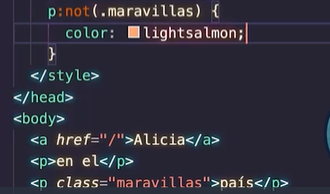 p:not(.maravillas) {
color: lightsalmon;
}
</style>
</head>
<body>
<a href="/">Alicia</a>
<p>en el</p>
<p class="maravillas">país</p>